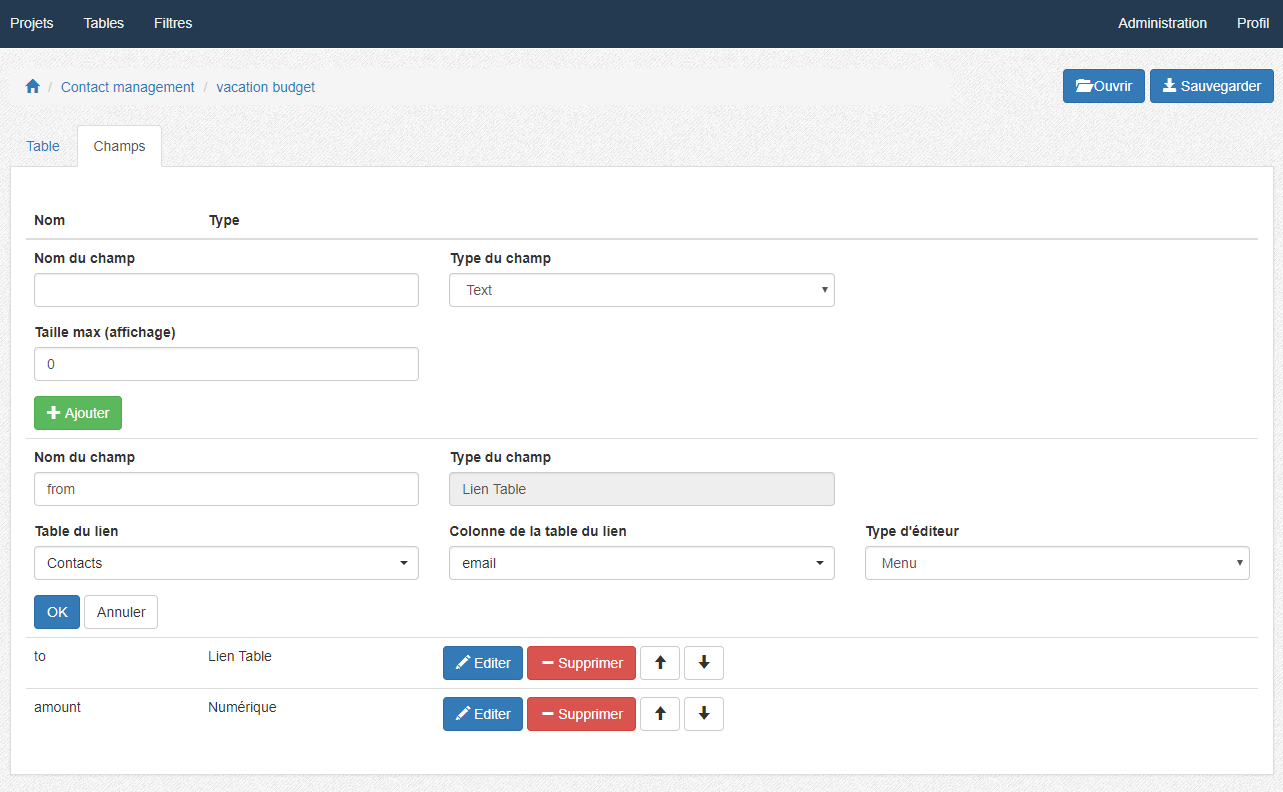 Projets Tables Filtres Administration Profil
/ Contact management / vacation budget Ouvrir Sauvegarder
Table Champs
Nom Type
Nom du champ Type du champ
Text
Taille max (affichage)
0
Ajouter
Nom du champ Type du champ
from Lien Table
Table du lien Colonne de la table du lien Type d'éditeur
Contacts email Menu
OK Annuler
to Lien Table Editer Supprimer
amount Numérique Editer Supprimer